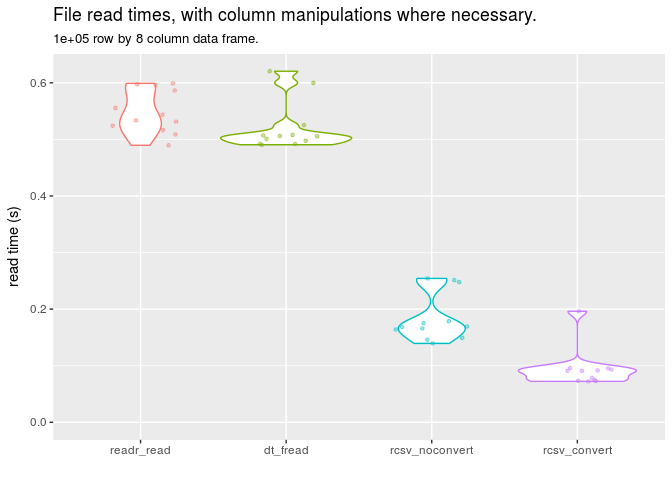 File read times, with column manipulations where necessary.
1e+05 row by 8 column data frame.
read time (s)
0.6
0.4
0.2
0.0
readr_read dt_fread rcsv_noconvert rcsv_convert